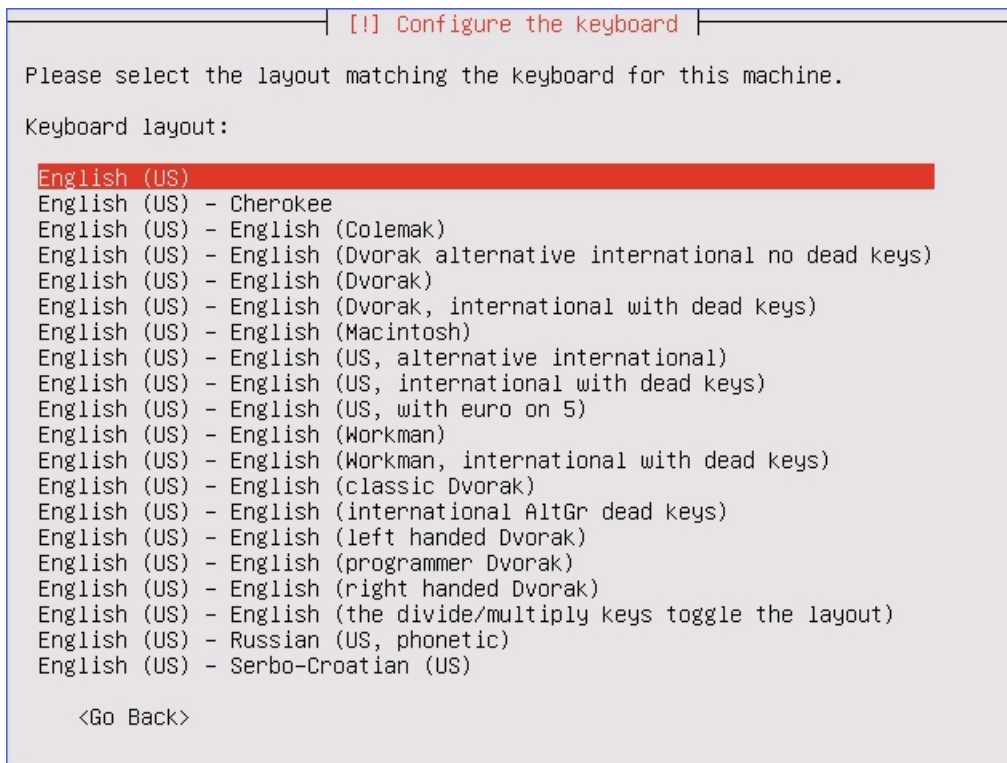 [!] Configure the keyboard
Please select the layout matching the keyboard for this machine.
Keyboard layout:
English (US)
English (US) – Cherokee
English (US) – English (Colemak)
English (US) – English (Dvorak alternative international no dead keys)
English (US) – English (Dvorak)
English (US) – English (Dvorak, international with dead keys)
English (US) – English (Macintosh)
English (US) – English (US, alternative international)
English (US) – English (US, international with dead keys)
English (US) – English (US, with euro on 5)
English (US) – English (Workman)
English (US) – English (Workman, international with dead keys)
English (US) – English (classic Dvorak)
English (US) – English (international AltGr dead keys)
English (US) – English (left handed Dvorak)
English (US) – English (programmer Dvorak)
English (US) – English (right handed Dvorak)
English (US) – English (the divide/multiply keys toggle the layout)
English (US) – Russian (US, phonetic)
English (US) – Serbo-Croatian (US)
<Go Back>